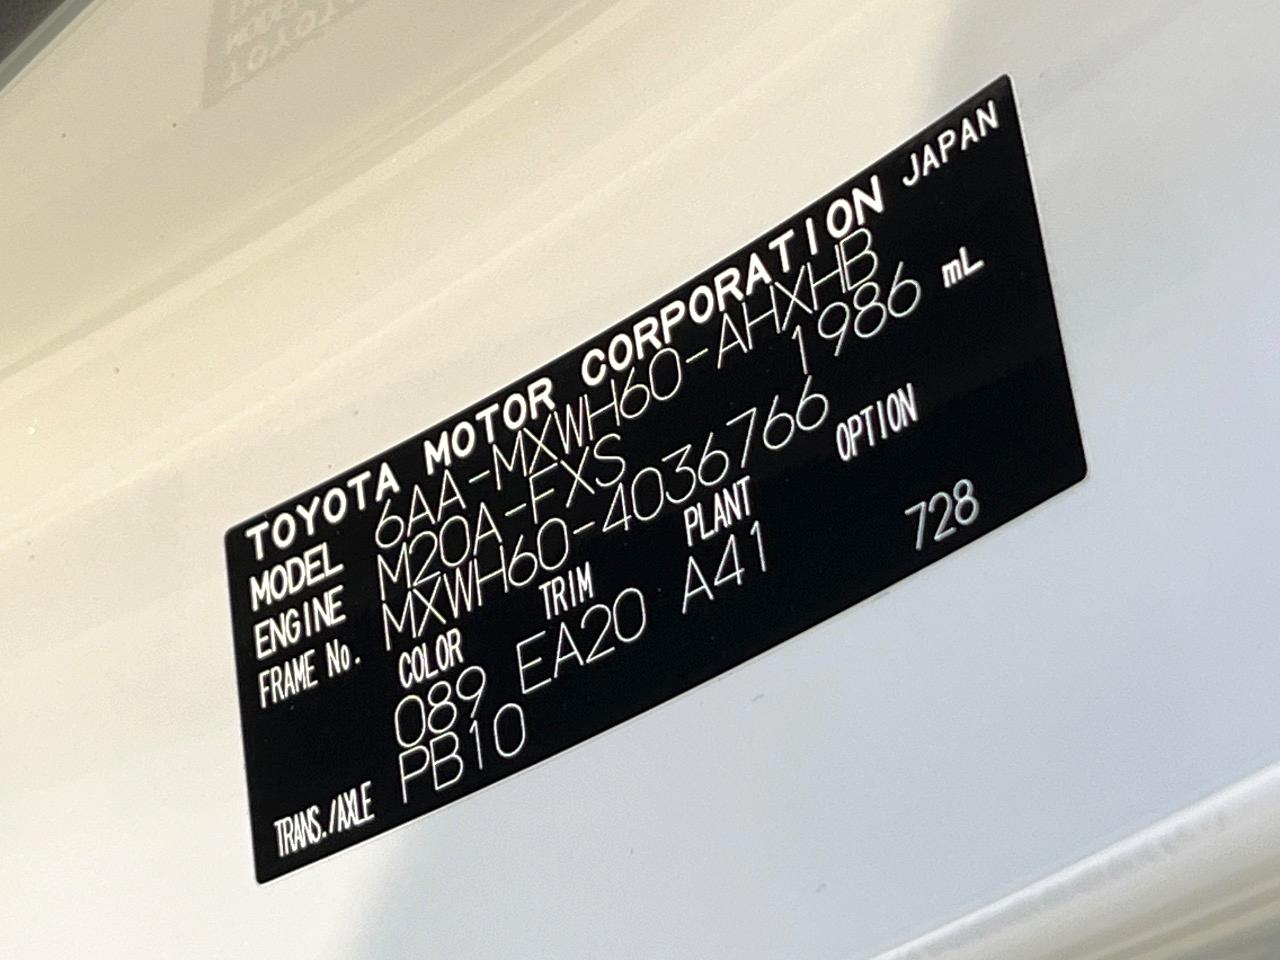 TOYOTA MOTOR CORPORATION JAPAN
MODEL 6AA-MXWH60-AHXHB
ENGINE M20A-FXS 1986 mL
FRAME No. MXWH60-4036766
COLOR TRIM PLANT OPTION
089 EA20 A41 728
TRANS./AXLE PB10